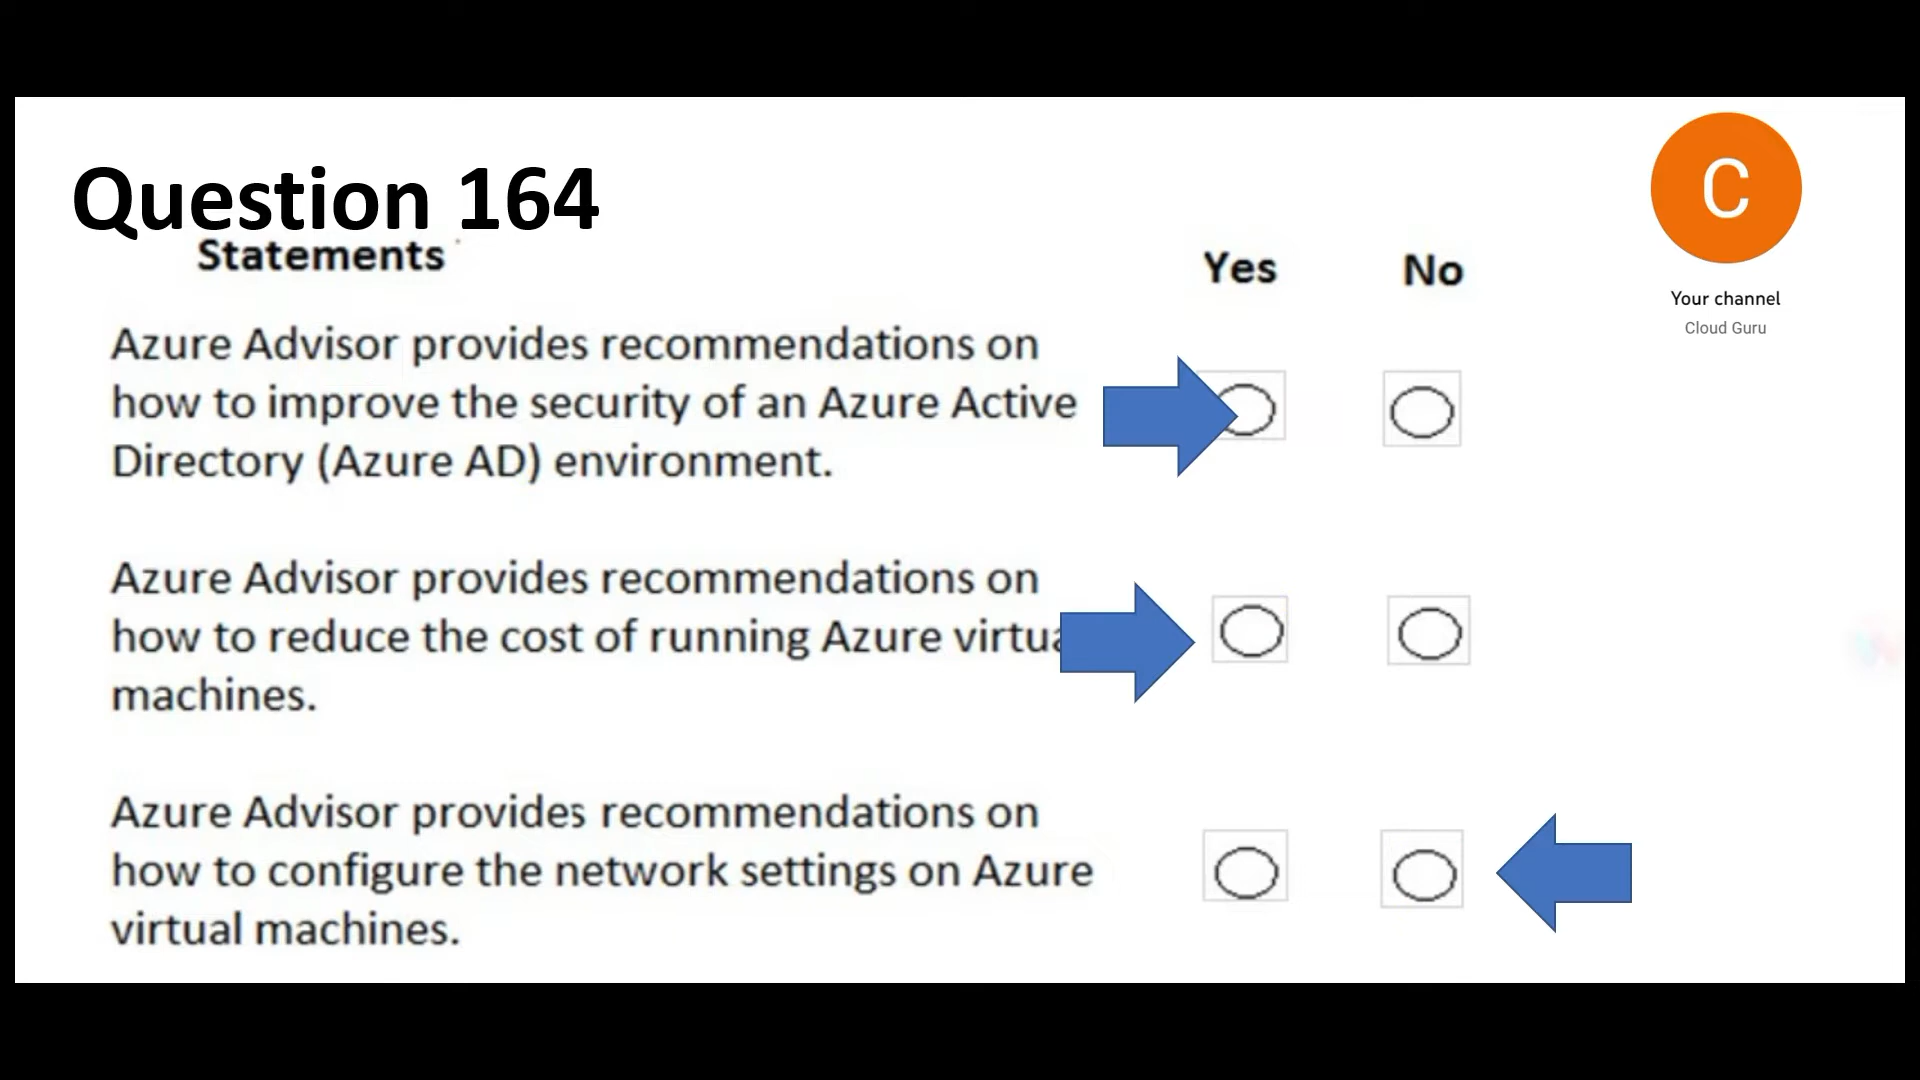 Question 164
Statements
Yes
No
C
Your channel
Cloud Guru
Azure Advisor provides recommendations on
how to improve the security of an Azure Active
Directory (Azure AD) environment.
Azure Advisor provides recommendations on
how to reduce the cost of running Azure
machines.
Azure Advisor provides recommendations on
how to configure the network settings on Azure
virtual machines.